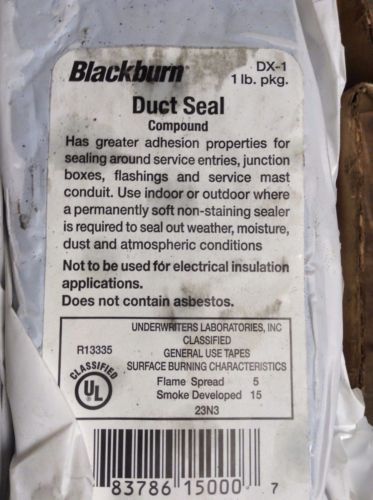 Blackburn®
DX-1
1 lb. pkg.
Duct Seal
Compound
Has greater adhesion properties for
sealing around service entries, junction
boxes, flashings and service mast
conduit. Use indoor or outdoor where
a permanently soft non-staining sealer
is required to seal out weather, moisture,
dust and atmospheric conditions
Not to be used for electrical insulation
applications.
Does not contain asbestos.
R13335
CLASSIFIED
UL
®
UNDERWRITERS LABORATORIES, INC
CLASSIFIED
GENERAL USE TAPES
SURFACE BURNING CHARACTERISTICS
Flame Spread 5
Smoke Developed 15
23N3
83786 15000 7